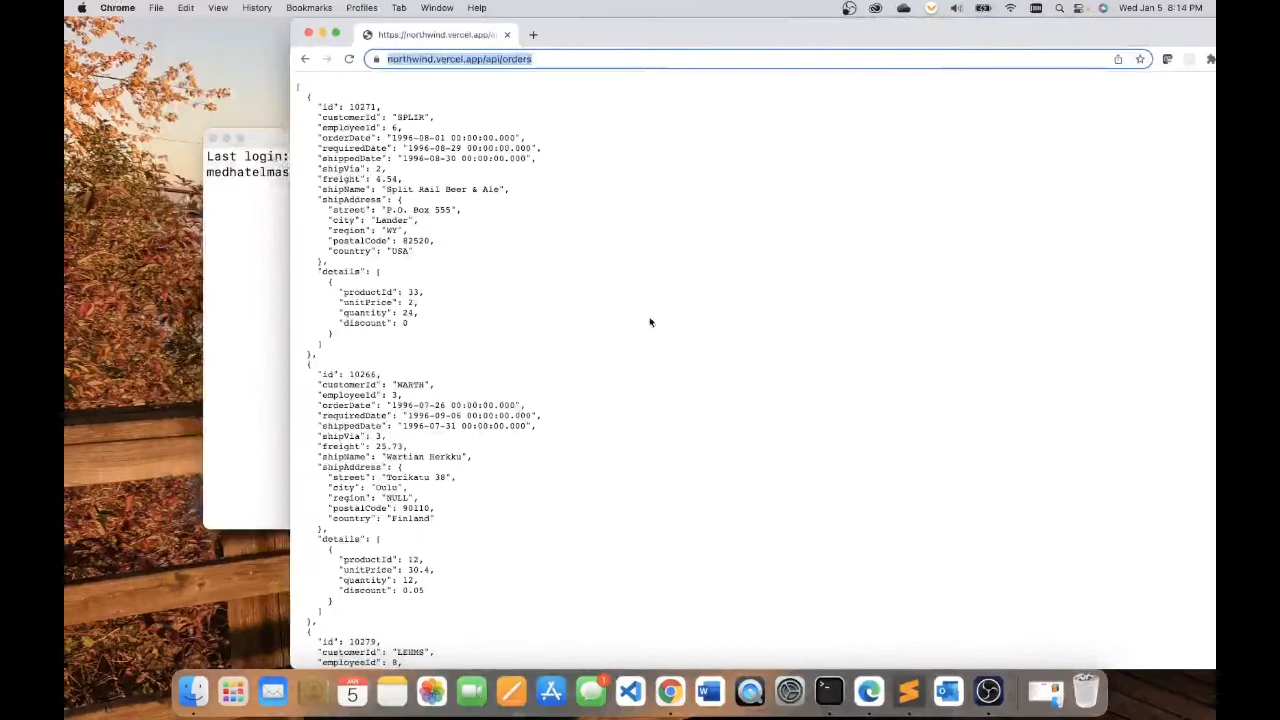 Chrome File Edit View History Bookmarks Profiles Tab Window Help Wed Jan 5 8:14 PM
https://northwind.vercel.app/a
northwind.vercel.app/api/orders
Last login:
medhatelmas
[
{
"id": 10271,
"customerId": "SPLIR",
"employeeId": 6,
"orderDate": "1996-08-01 00:00:00.000",
"requiredDate": "1996-08-29 00:00:00.000",
"shippedDate": "1996-08-30 00:00:00.000",
"shipVia": 2,
"freight": 4.54,
"shipName": "Split Rail Beer & Ale",
"shipAddress": {
"street": "P.O. Box 555",
"city": "Lander",
"region": "WY",
"postalCode": 82520,
"country": "USA"
},
"details": [
{
"productId": 33,
"unitPrice": 2,
"quantity": 24,
"discount": 0
}
]
},
{
"id": 10266,
"customerId": "WARTH",
"employeeId": 3,
"orderDate": "1996-07-26 00:00:00.000",
"requiredDate": "1996-09-06 00:00:00.000",
"shippedDate": "1996-07-31 00:00:00.000",
"shipVia": 3,
"freight": 25.73,
"shipName": "Wartian Herkku",
"shipAddress": {
"street": "Torikatu 38",
"city": "Oulu",
"region": "NULL",
"postalCode": 90110,
"country": "Finland"
},
"details": [
{
"productId": 12,
"unitPrice": 30.4,
"quantity": 12,
"discount": 0.05
}
]
},
{
"id": 10279,
"customerId": "LEHMS",
"employeeId": 8,
JAN
5
1